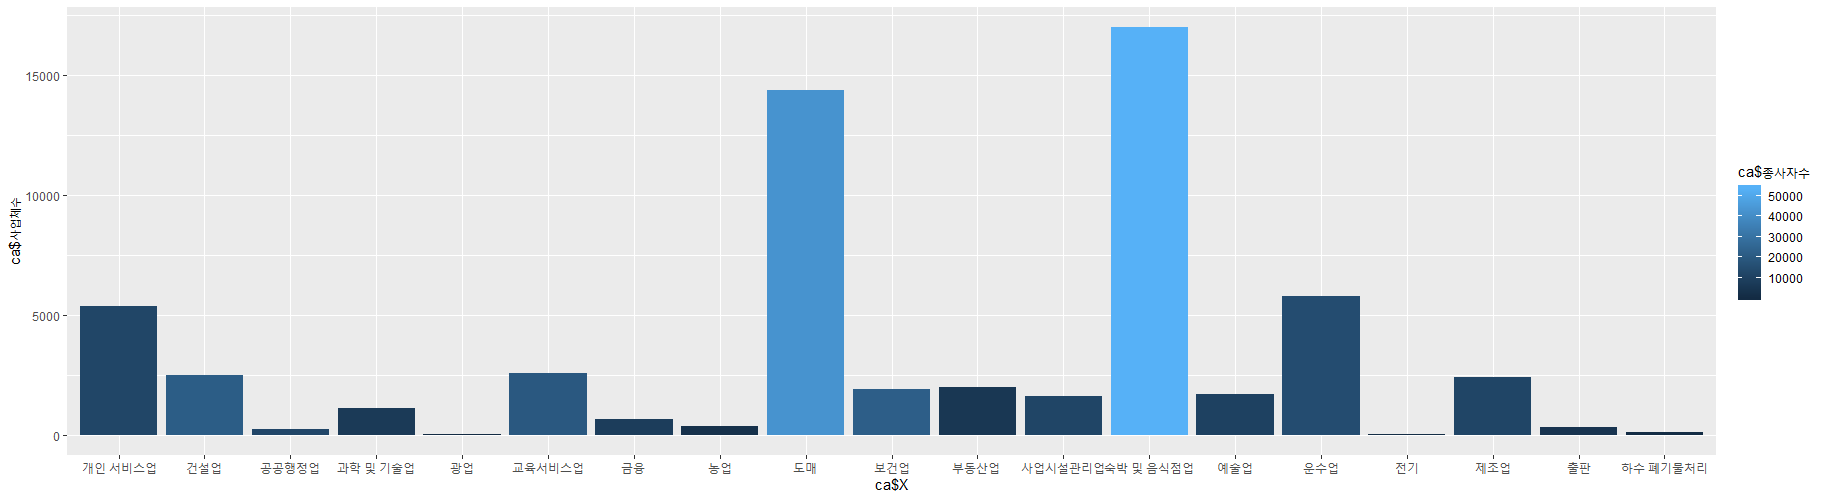 15000
10000
5000
0
ca$사업체수
개인 서비스업 건설업 공공행정업 과학 및 기술업 광업 교육서비스업 금융 농업 도매 보건업 부동산업 사업시설관리업숙박 및 음식점업 예술업 운수업 전기 제조업 출판 하수 폐기물처리
ca$X
ca$종사자수
50000
40000
30000
20000
10000